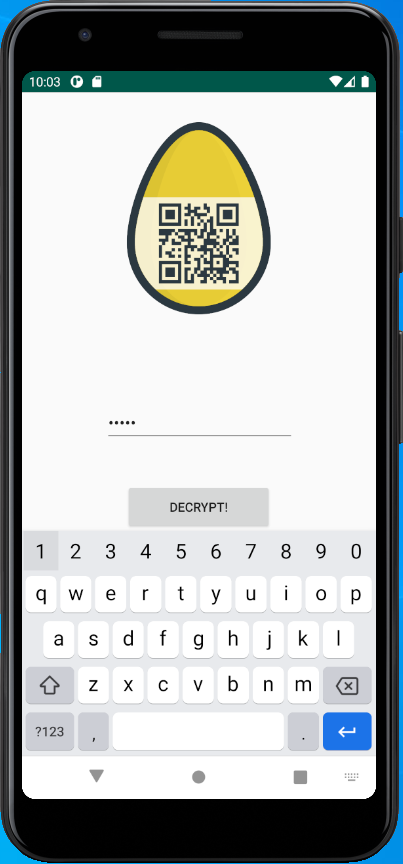 10:03
•••••
DECRYPT!
1 2 3 4 5 6 7 8 9 0
q w e r t y u i o p
a s d f g h j k l
z x c v b n m
?123 , .